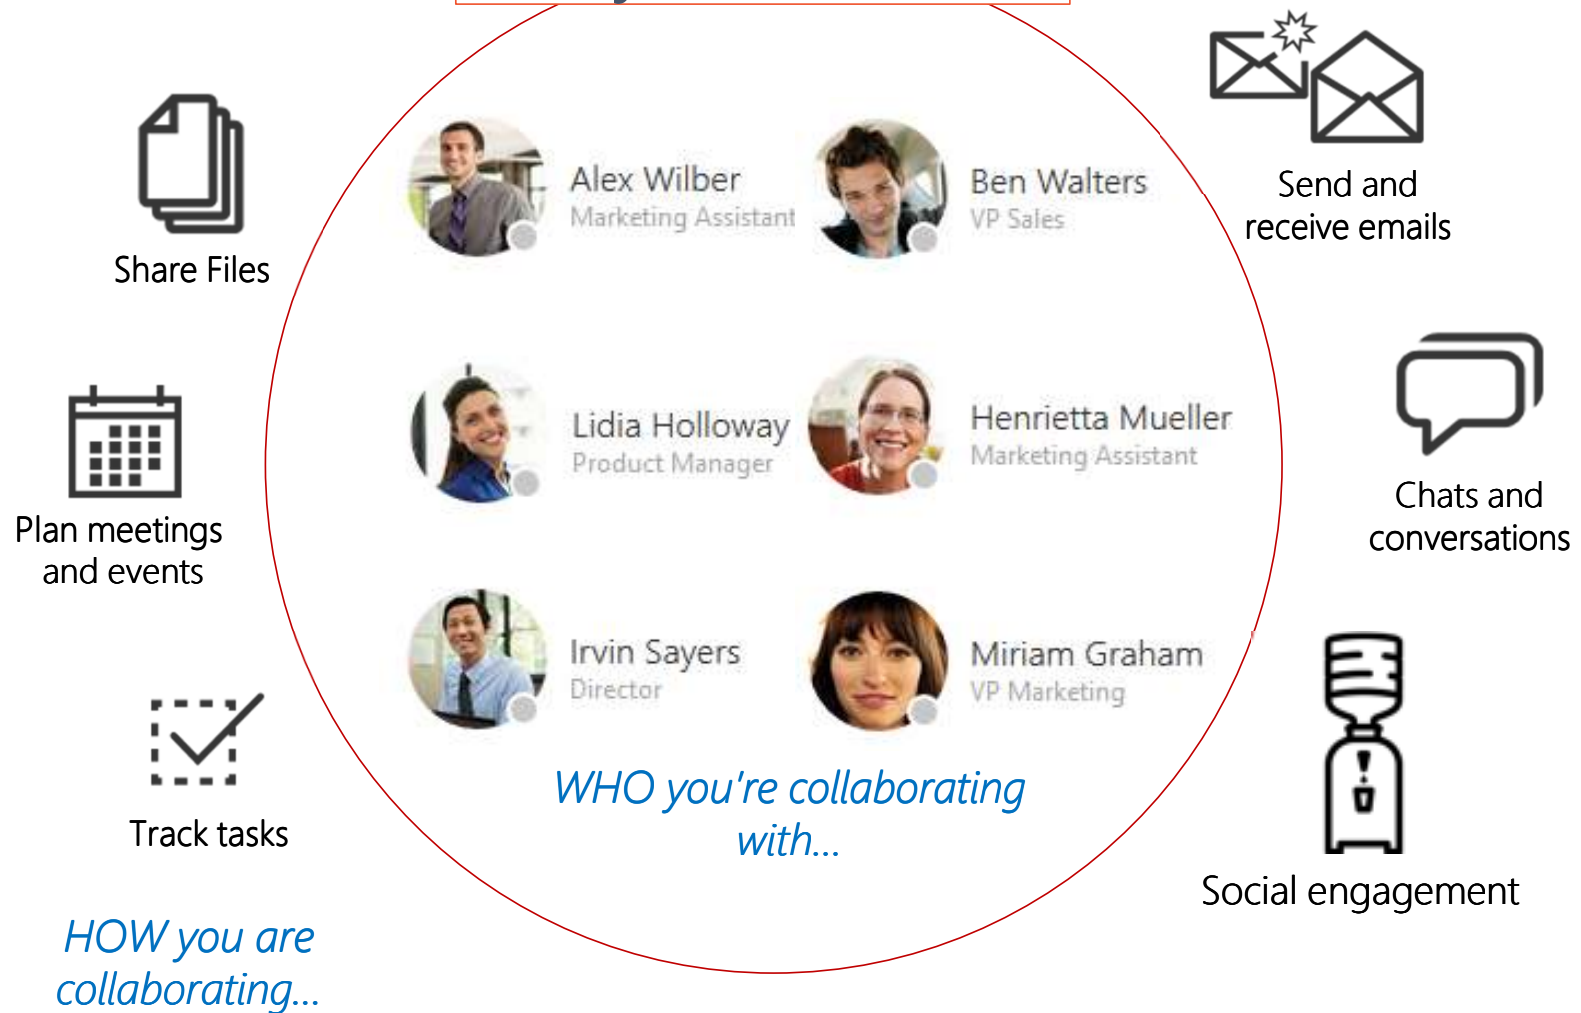 Share Files
Plan meetings
and events
Track tasks
HOW you are
collaborating...
Alex Wilber
Marketing Assistant
Ben Walters
VP Sales
Lidia Holloway
Product Manager
Henrietta Mueller
Marketing Assistant
Irvin Sayers
Director
Miriam Graham
VP Marketing
WHO you're collaborating
with...
Send and
receive emails
Chats and
conversations
Social engagement